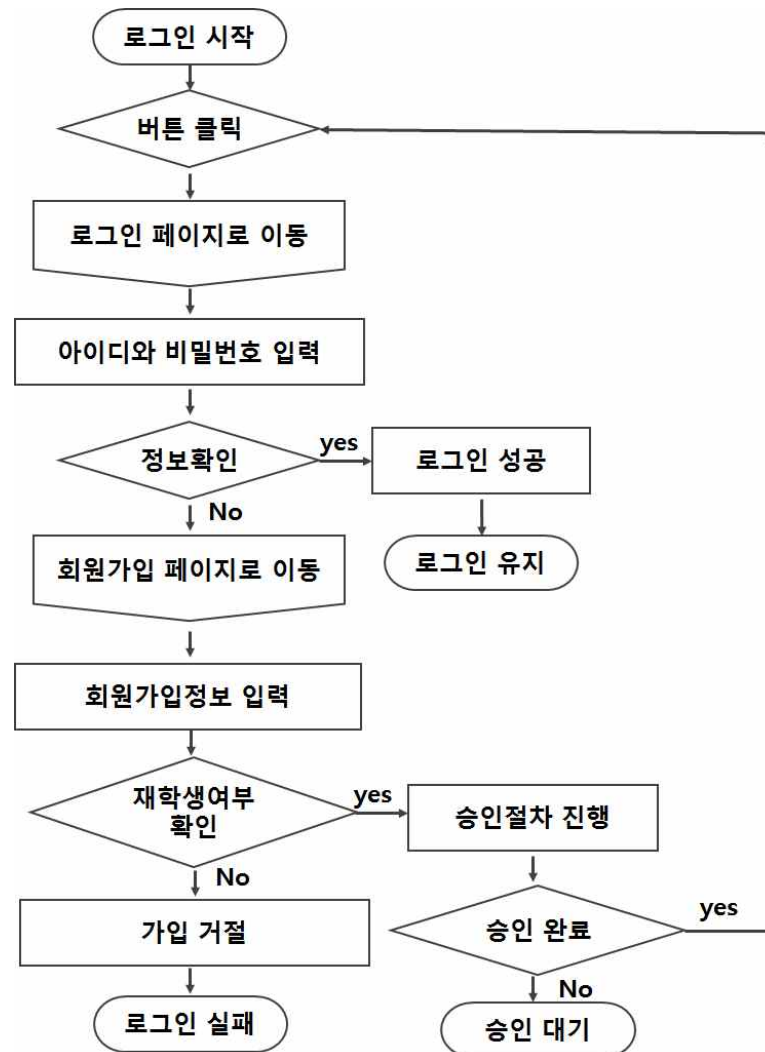 로그인 시작
버튼 클릭
로그인 페이지로 이동
아이디와 비밀번호 입력
정보확인
yes
로그인 성공
No
로그인 유지
회원가입 페이지로 이동
회원가입정보 입력
재학생여부
확인
yes
승인절차 진행
No
가입 거절
승인 완료
yes
No
로그인 실패
승인 대기